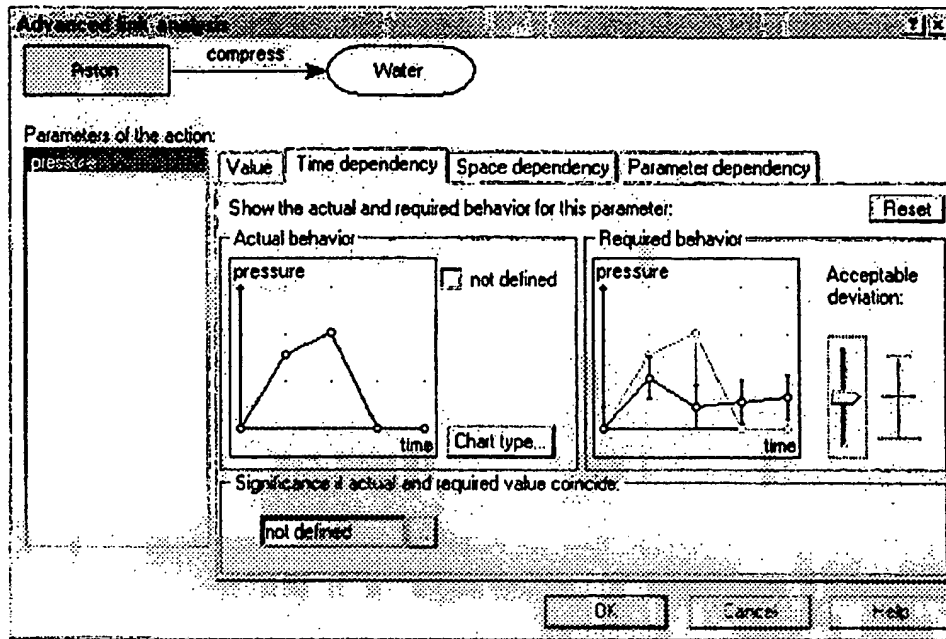 Advanced link analysis
compress
Piston
Water
Parameters of the action:
pressure
Value Time dependency Space dependency Parameter dependency
Show the actual and required behavior for this parameter: Reset
Actual behavior
pressure
not defined
time
Chart type...
Required behavior
pressure
time
Acceptable
deviation:
Significance if actual and required value coincide:
not defined
OK Cancel Help